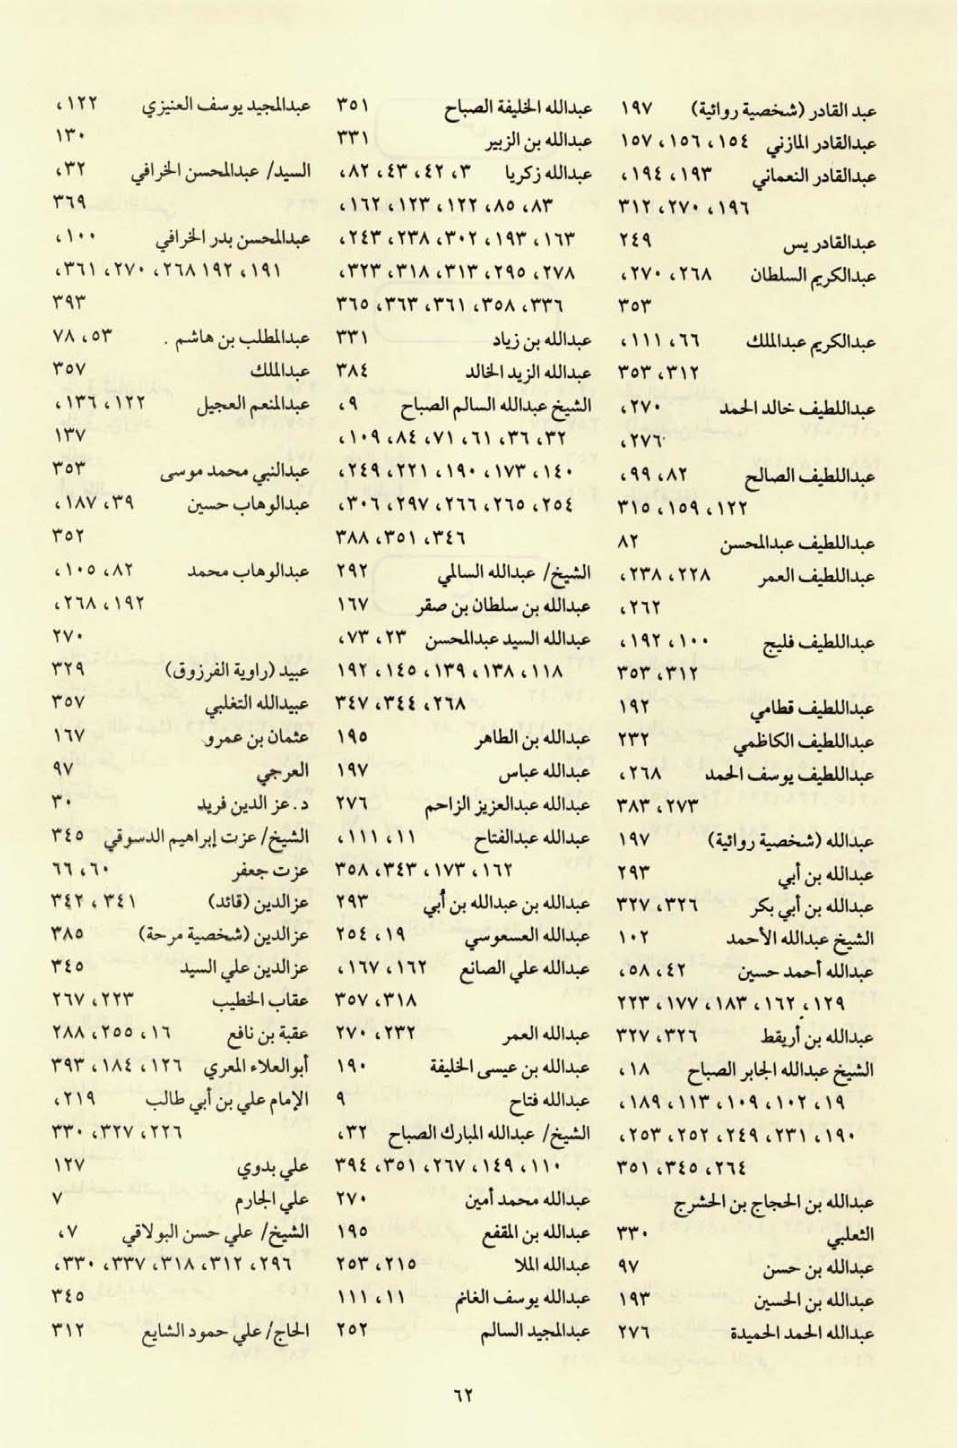 عبد القادر (شخصية روائية) ١٩٧
عبدالقادر المازني ١٥٤، ١٥٦، ١٥٧
عبدالقادر النعماني ١٩٣، ١٩٤،
١٩٦، ٢٧٠، ٣١٢
عبدالقادر يس ٢٤٩
عبدالكريم السلطان ٢٦٨، ٢٧٠،
٣٥٣
عبدالكريم عبدالملك ٦٦، ١١١،
٣١٢، ٣٥٣
عبداللطيف خالد الحمد ٢٧٠،
٢٧٦،
عبداللطيف الصالح ٨٢، ٩٩،
١٢٢، ١٥٩، ٣١٥
عبداللطيف عبدالمحسن ٨٢
عبداللطيف العمر ٢٢٨، ٢٣٨،
٢٦٢،
عبداللطيف فليج ١٠٠، ١٩٢،
٣١٢، ٣٥٣
عبداللطيف قطامي ١٩٢
عبداللطيف الكاظمي ٢٣٢
عبداللطيف يوسف الحمد ٢٦٨،
٢٧٣، ٣٨٣
عبدالله (شخصية روائية) ١٩٧
عبدالله بن أبي ٢٩٣
عبدالله بن أبي بكر ٣٢٦، ٣٢٧
الشيخ عبدالله الأحمد ١٠٢
عبدالله أحمد حسين ٤٢، ٥٨،
١٢٩، ١٦٢، ١٨٣، ١٧٧، ٢٢٣
عبدالله بن أريقط ٣٢٦، ٣٢٧
الشيخ عبدالله الجابر الصباح ١٨،
١٩، ١٠٢، ١٠٩، ١١٣، ١٨٩،
١٩٠، ٢٣١، ٢٤٩، ٢٥٢، ٢٥٣،
٢٦٤، ٣٤٥، ٣٥١
عبدالله بن الحجاج بن الحشرج
الثعلبي ٣٣٠
عبدالله بن حسن ٩٧
عبدالله بن الحسين ١٩٣
عبدالله الحمد الحميدة ٢٧٦
عبدالله الخليفة الصباح ٣٥١
عبدالله بن الزبير ٣٣١
عبدالله زكريا ٣، ٤٢، ٤٣، ٨٢،
٨٣، ٨٥، ١٢٢، ١٢٣، ١٦٢،
١٦٣، ١٩٣، ٣٠٢، ٢٣٨، ٢٤٣،
٢٧٨، ٢٩٥، ٣١٣، ٣١٨، ٣٢٣،
٣٣٦، ٣٥٨، ٣٦١، ٣٦٣، ٣٦٥
عبدالله بن زياد ٣٣١
عبدالله الزيد الخالد ٣٨٤
الشيخ عبدالله السالم الصباح ٩،
٣٢، ٣٦، ٦١، ٧١، ٨٤، ١٠٩،
١٤٠، ١٧٣، ١٩٠، ٢٢١، ٢٤٩،
٢٥٤، ٢٦٥، ٢٦٦، ٢٩٧، ٣٠٦،
٣٤٦، ٣٥١، ٣٨٨
الشيخ/ عبدالله السالمي ٢٩٢
عبدالله بن سلطان بن صقر ١٦٧
عبدالله السيد عبدالمحسن ٢٣، ٧٣،
١١٨، ١٣٨، ١٣٩، ١٤٥، ١٩٢
٢٦٨، ٣٤٤، ٣٤٧
عبدالله بن الطاهر ١٩٥
عبدالله عباس ١٩٧
عبدالله عبدالعزيز الزاحم ٢٧٦
عبدالله عبدالفتاح ١١، ١١١،
١٦٢، ١٧٣، ٣٤٣، ٣٥٨
عبدالله بن عبدالله بن أبي ٢٩٣
عبدالله العسعوسي ١٩، ٢٥٤
عبدالله علي الصانع ١٦٢، ١٦٧،
٣١٨، ٣٥٧
عبدالله العمر ٢٣٢، ٢٧٠
عبدالله بن عيسى الخليفة ١٩٠
عبدالله فتاح ٩
الشيخ/ عبدالله المبارك الصباح ٣٢،
١١٠، ١٤٩، ٢٦٧، ٣٥١، ٣٩٤
عبدالله محمد أمين ٢٧٠
عبدالله بن المقفع ١٩٥
عبدالله الملا ٢١٥، ٢٥٣
عبدالله يوسف الغانم ١١، ١١١
عبدالمجيد السالم ٢٥٢
عبدالمجيد يوسف العنيزي ١٢٢،
١٣٠
السيد/ عبدالمحسن الخرافي ٣٢،
٣٦٩
عبدالمحسن بدر الخرافي ١٠٠،
١٩١، ١٩٢ ٢٦٨، ٢٧٠، ٣٦١،
٣٩٣
عبدالمطلب بن هاشم . ٥٣، ٧٨
عبدالملك ٣٥٧
عبدالمنعم العجيل ١٢٢، ١٣٦،
١٣٧
عبدالنبي محمد موسى ٣٥٣
عبدالوهاب حسين ٣٩، ١٨٧،
٣٥٢
عبدالوهاب محمد ٨٢، ١٠٥،
١٩٢، ٢٦٨،
٢٧٠
عبيد (راوية الفرزوق) ٣٢٩
عبيدالله التغلبي ٣٥٧
عثمان بن عمرو ١٦٧
العرجي ٩٧
د. عز الدين فريد ٣٠
الشيخ/ عزت إبراهيم الدسوقي ٣٤٥
عزت جعفر ٦٠، ٦٦
عزالدين (قائد) ٣٤١، ٣٤٢
عزالدين (شخصية مرحة) ٣٨٥
عزالدين علي السيد ٣٤٥
عقاب الخطيب ٢٢٣، ٢٦٧
عقبة بن نافع ١٦، ٢٥٥، ٢٨٨
أبوالعلاء المعري ١٢٦، ١٨٤، ٣٩٣
الإمام علي بن أبي طالب ٢١٩،
٢٢٦، ٣٢٧، ٣٣٠
علي بدوي ١٢٧
علي الجارم ٧
الشيخ/ علي حسن البولاقي ٧،
٢٩٦، ٣١٢، ٣١٨، ٣٣٧، ٣٣٠،
٣٤٥
الحاج/ علي حمود الشايع ٣١٢
٦٢